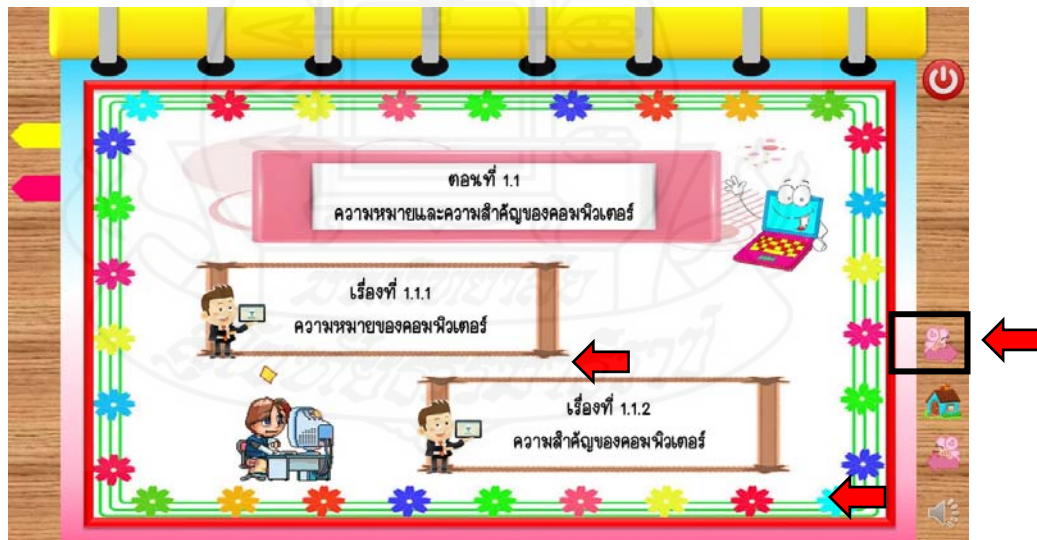 ตอนที่ 1.1
ความหมายและความสำคัญของคอมพิวเตอร์
เรื่องที่ 1.1.1
ความหมายของคอมพิวเตอร์
เรื่องที่ 1.1.2
ความสำคัญของคอมพิวเตอร์